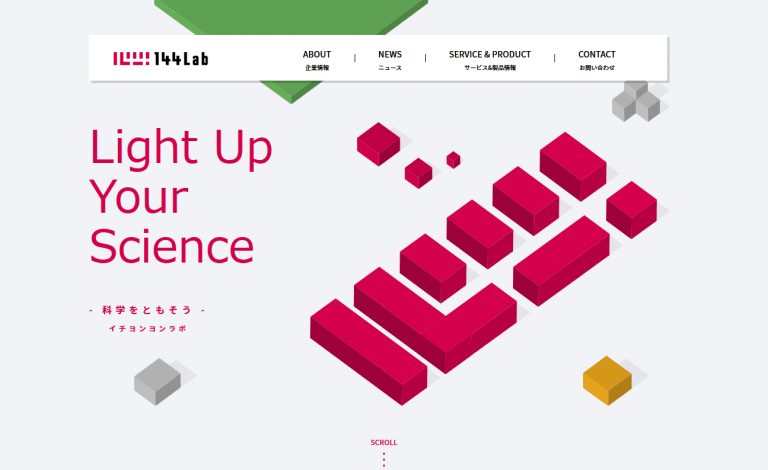 144Lab
ABOUT
企業情報
NEWS
ニュース
SERVICE & PRODUCT
サービス&製品情報
CONTACT
お問い合わせ
Light Up
Your
Science
- 科学をともそう -
イチヨンヨンラボ
SCROLL